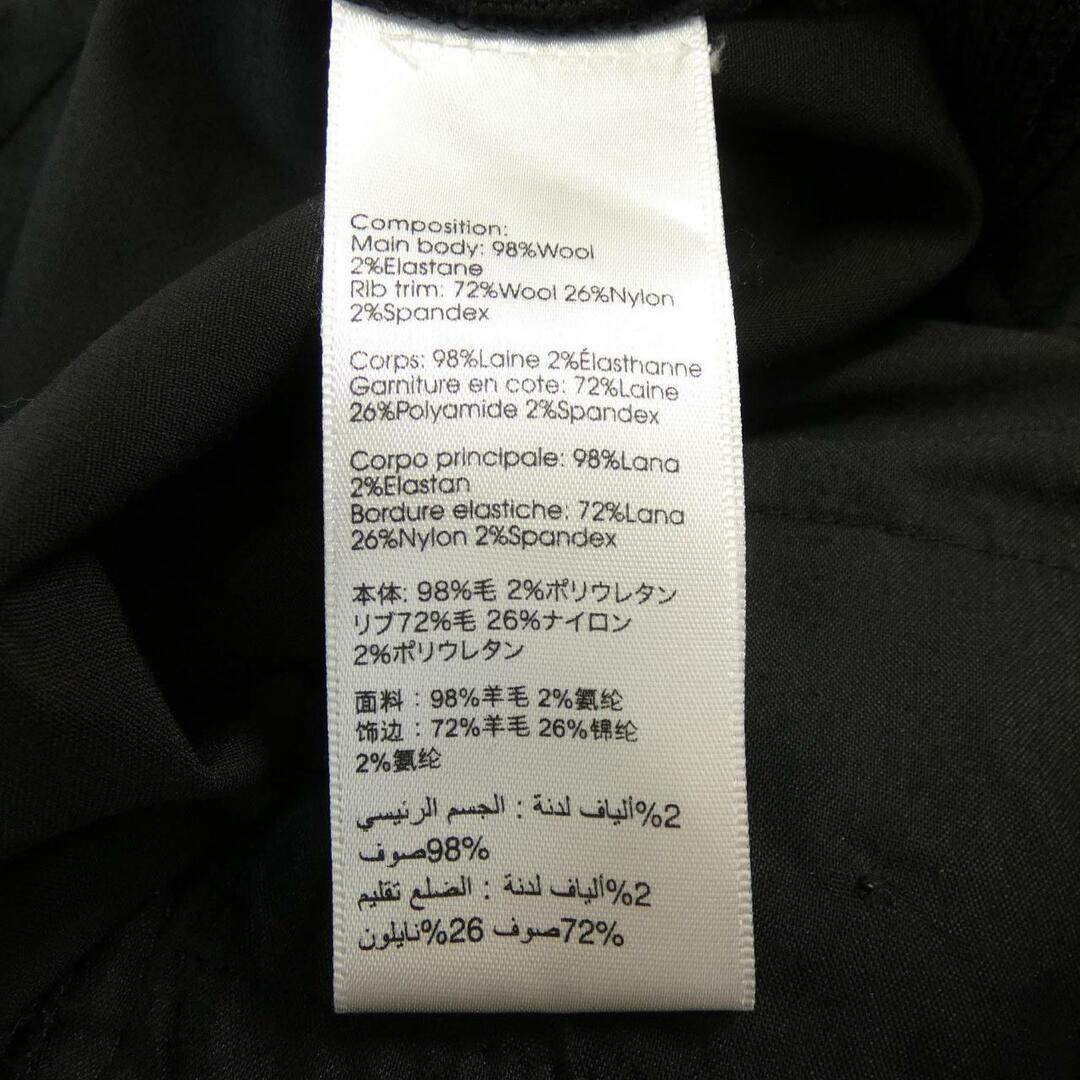 Composition:
Main body: 98%Wool
2%Elastane
Rib trim: 72%Wool 26%Nylon
2%Spandex
Corps: 98%Laine 2%Élasthanne
Garniture en cote: 72%Laine
26%Polyamide 2%Spandex
Corpo principale: 98%Lana
2%Elastan
Bordure elastiche: 72%Lana
26%Nylon 2%Spandex
本体: 98%毛 2%ポリウレタン
リブ72%毛 26%ナイロン
2%ポリウレタン
面料：98%羊毛 2%氨纶
饰边：72%羊毛 26%锦纶
2%氨纶
2%ألياف لدنة : الجسم الرئيسي
98%صوف
2%ألياف لدنة : الضلع تقليم
72%صوف 26%نايلون